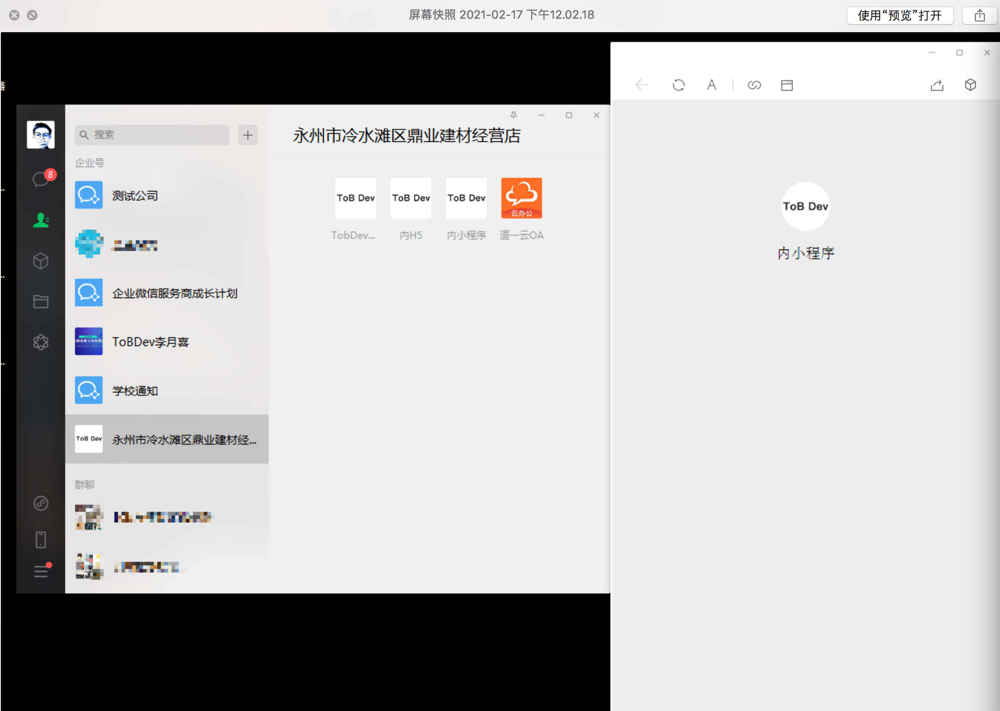 屏幕快照 2021-02-17 下午12.02.18
使用“预览”打开
器
搜索
企业号
8
测试公司
企业微信服务商成长计划
ToBDev李月喜
学校通知
ToB Dev
永州市冷水滩区鼎业建材经...
群聊
永州市冷水滩区鼎业建材经营店
ToB Dev
ToB Dev
ToB Dev
云办公
TobDev...
内H5
内小程序
道一云OA
A
ToB Dev
内小程序